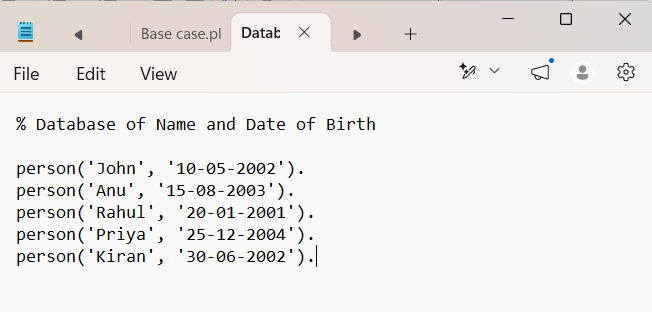 Base case.pl
Datab
File Edit View
% Database of Name and Date of Birth
person('John', '10-05-2002').
person('Anu', '15-08-2003').
person('Rahul', '20-01-2001').
person('Priya', '25-12-2004').
person('Kiran', '30-06-2002').